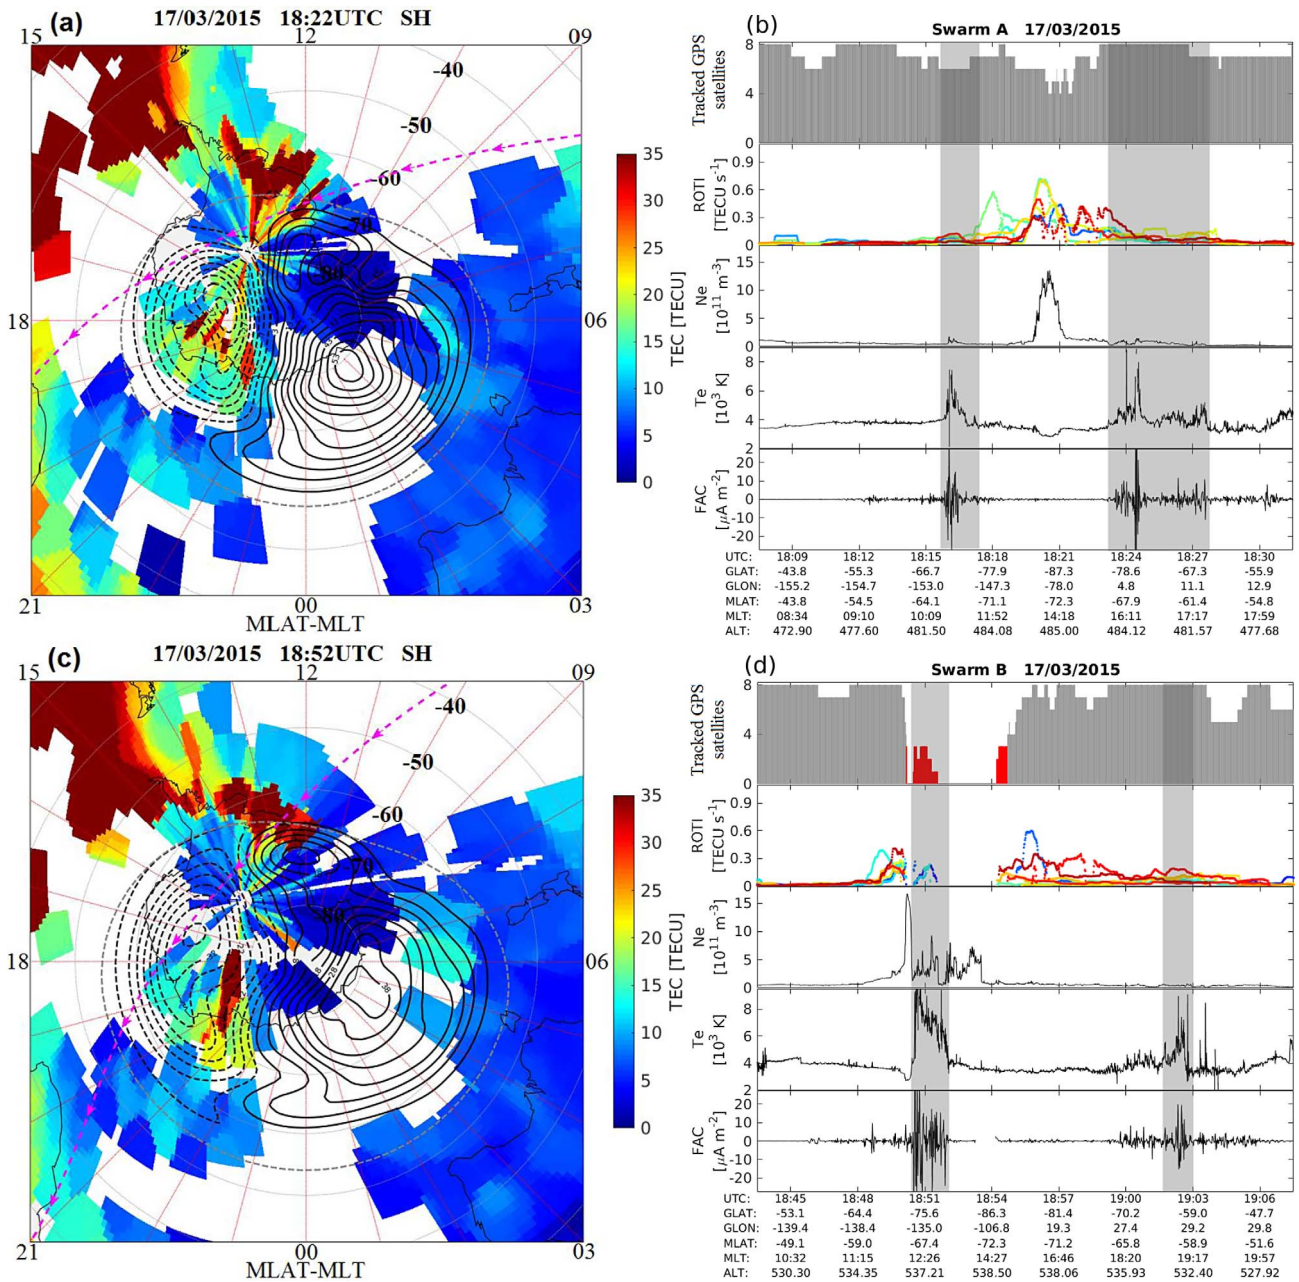 (a) 17/03/2015 18:22UTC SH
15 12 09
-40
-50
-60
-70
-80
18 06
21 00 03
MLAT-MLT
35
30
25
20
15
10
5
0
TEC [TECU]
(b) Swarm A 17/03/2015
Tracked GPS
satellites
8
4
0
ROTI
[TECU s-1]
0.9
0.6
0.3
0
Ne
[10^11 m-3]
15
10
5
0
Te
[10^3 K]
8
6
4
2
FAC
[μA m-2]
20
10
0
-10
-20
UTC: 18:09 18:12 18:15 18:18 18:21 18:24 18:27 18:30
GLAT: -43.8 -55.3 -66.7 -77.9 -87.3 -78.6 -67.3 -55.9
GLON: -155.2 -154.7 -153.0 -147.3 -78.0 4.8 11.1 12.9
MLAT: -43.8 -54.5 -64.1 -71.1 -72.3 -67.9 -61.4 -54.8
MLT: 08:34 09:10 10:09 11:52 14:18 16:11 17:17 17:59
ALT: 472.90 477.60 481.50 484.08 485.00 484.12 481.57 477.68
(c) 17/03/2015 18:52UTC SH
15 12 09
-40
-50
-60
-70
-80
18 06
21 00 03
MLAT-MLT
35
30
25
20
15
10
5
0
TEC [TECU]
(d) Swarm B 17/03/2015
Tracked GPS
satellites
8
4
0
ROTI
[TECU s-1]
0.9
0.6
0.3
0
Ne
[10^11 m-3]
15
10
5
0
Te
[10^3 K]
8
6
4
2
FAC
[μA m-2]
20
10
0
-10
-20
UTC: 18:45 18:48 18:51 18:54 18:57 19:00 19:03 19:06
GLAT: -53.1 -64.4 -75.6 -86.3 -81.4 -70.2 -59.0 -47.7
GLON: -139.4 -138.4 -135.0 -106.8 19.3 27.4 29.2 29.8
MLAT: -49.1 -59.0 -67.4 -72.3 -71.2 -65.8 -58.9 -51.6
MLT: 10:32 11:15 12:26 14:27 16:46 18:20 19:17 19:57
ALT: 530.30 534.35 537.21 538.50 538.06 535.93 532.40 527.92